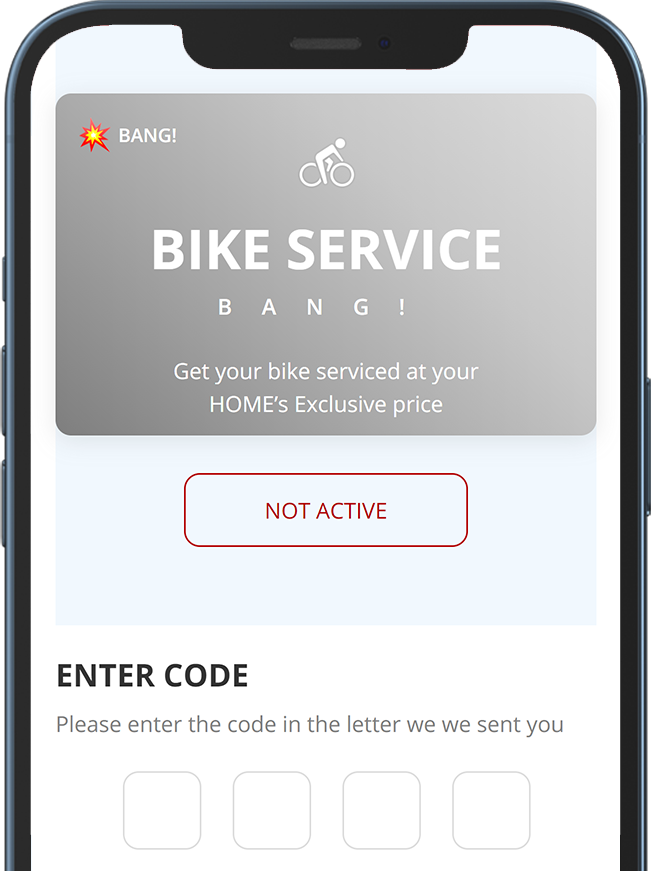 BANG!
BIKE SERVICE
BANG!
Get your bike serviced at your
HOME’s Exclusive price
NOT ACTIVE
ENTER CODE
Please enter the code in the letter we we sent you